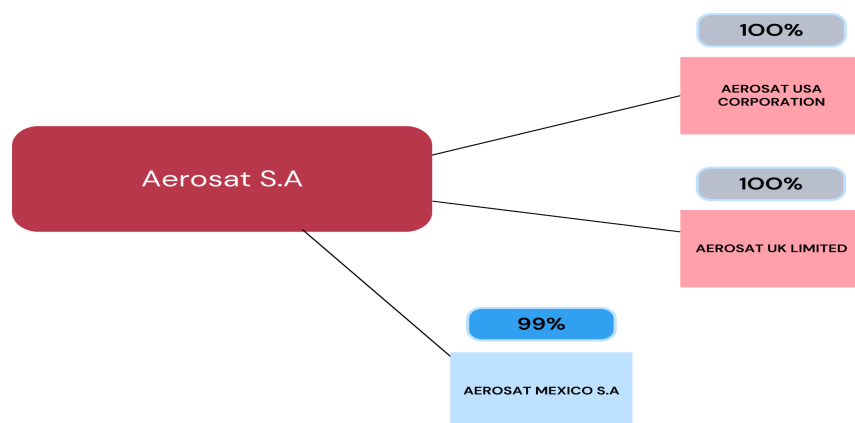 100%
AEROSAT USA
CORPORATION
Aerosat S.A
100%
AEROSAT UK LIMITED
99%
AEROSAT MEXICO S.A